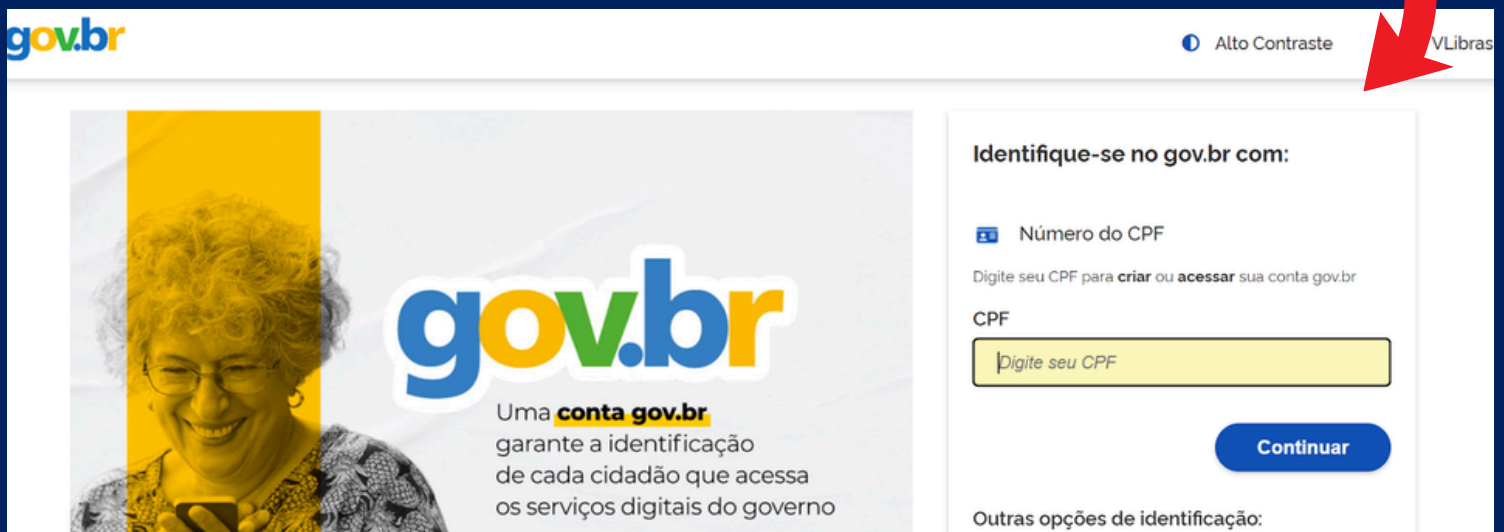 gov.br
Alto Contraste
VLibras
gov.br
Uma conta gov.br
garante a identificação
de cada cidadão que acessa
os serviços digitais do governo
Identifique-se no gov.br com:
Número do CPF
Digite seu CPF para criar ou acessar sua conta gov.br
CPF
Digite seu CPF
Continuar
Outras opções de identificação: